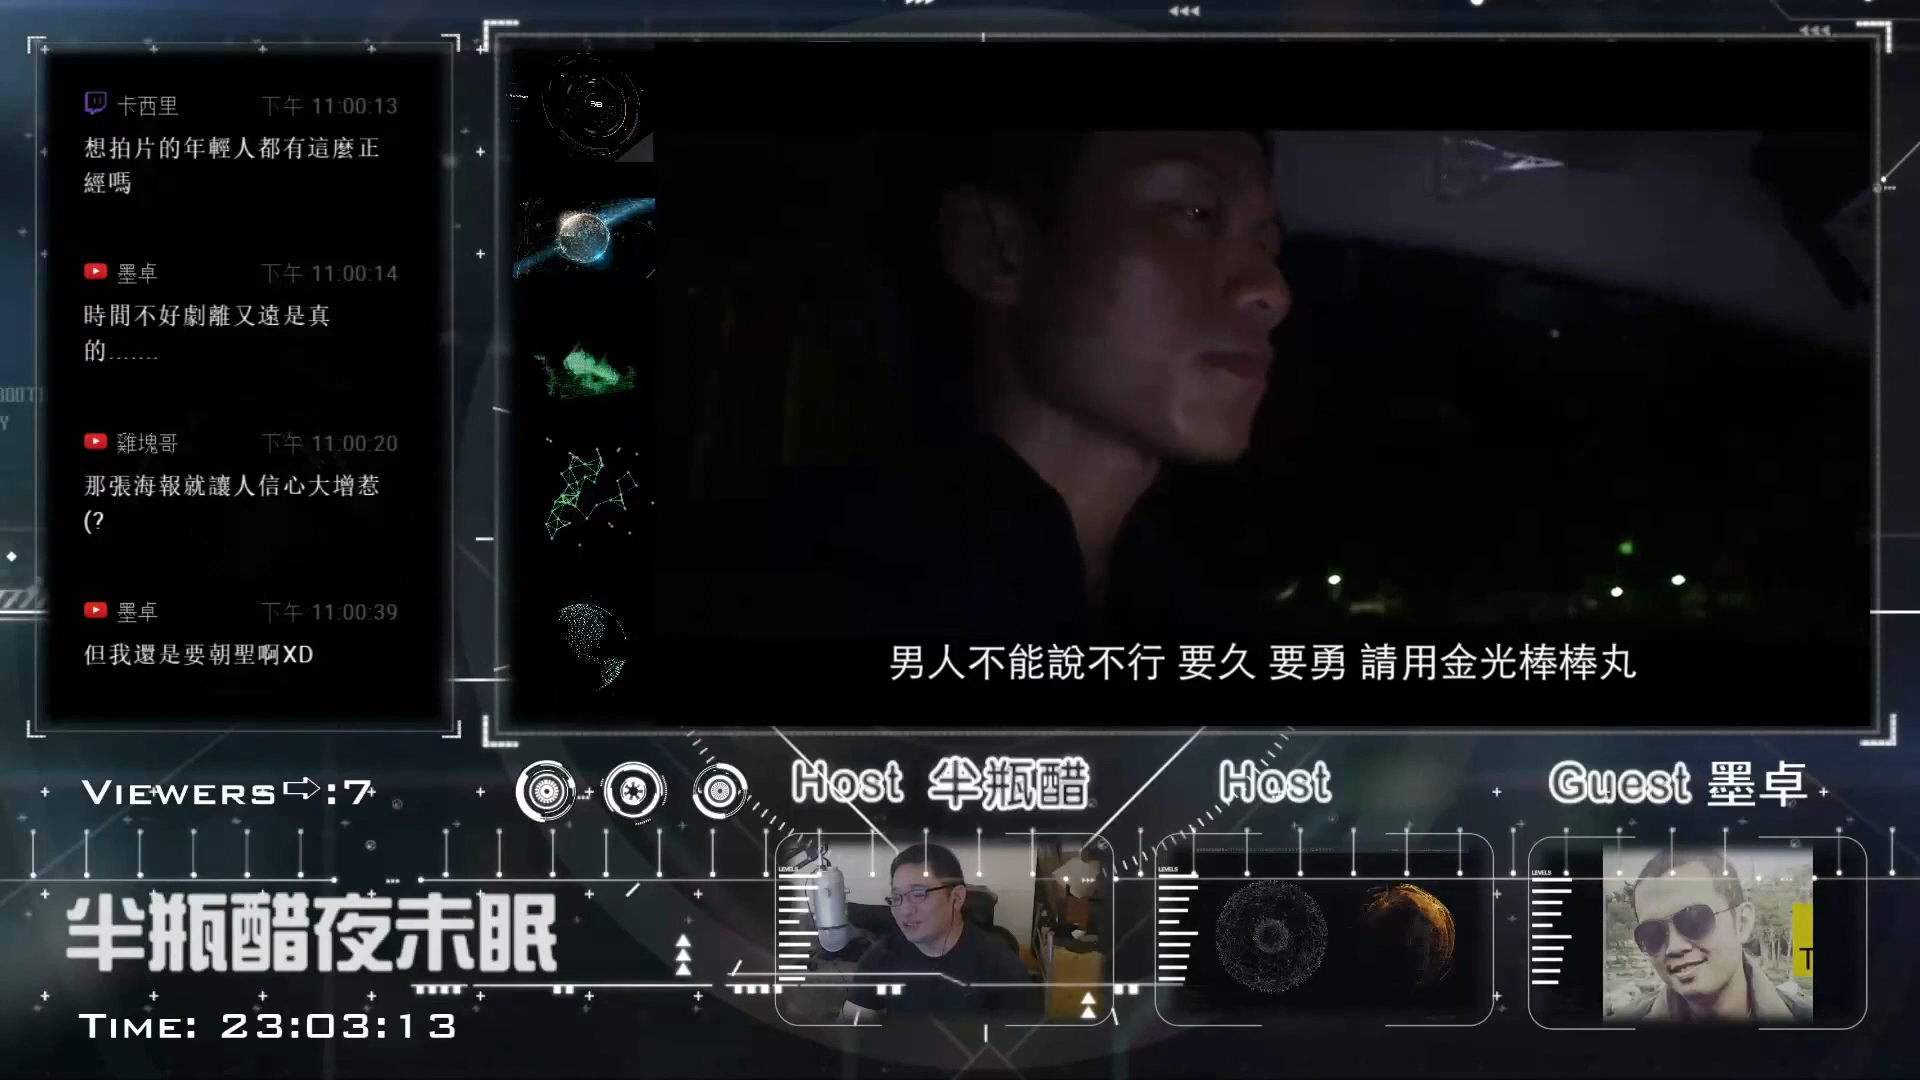 卡西里 下午 11:00:13
想拍片的年輕人都有這麼正
經嗎
墨卓 下午 11:00:14
時間不好劇離又遠是真
的.......
雞塊哥 下午 11:00:20
那張海報就讓人信心大增惹
(?
墨卓 下午 11:00:39
但我還是要朝聖啊XD
男人不能說不行 要久 要勇 請用金光棒棒丸
Viewers➪:7
Host 半瓶醋
Host
Guest 墨卓
LEVELS
LEVELS
LEVELS
T
半瓶醋夜未眠
Time: 23:03:13